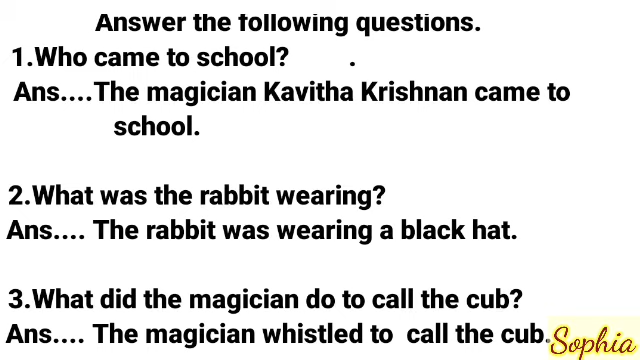 Answer the following questions.
1.Who came to school? .
Ans....The magician Kavitha Krishnan came to
school.
2.What was the rabbit wearing?
Ans.... The rabbit was wearing a black hat.
3.What did the magician do to call the cub?
Ans.... The magician whistled to call the cub.
Sophia